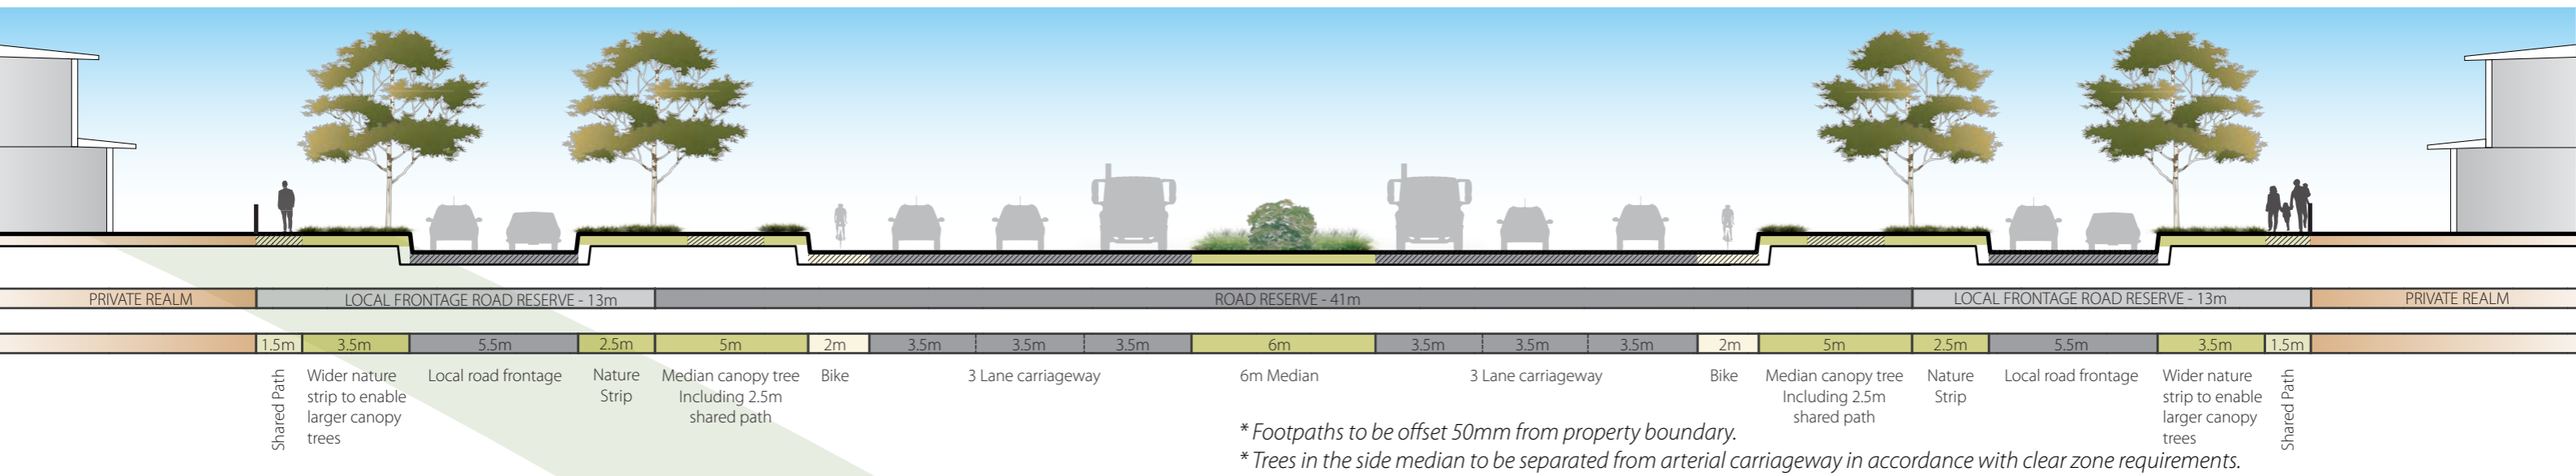 PRIVATE REALM
LOCAL FRONTAGE ROAD RESERVE - 13m
ROAD RESERVE - 41m
LOCAL FRONTAGE ROAD RESERVE - 13m
PRIVATE REALM
1.5m
3.5m
5.5m
2.5m
5m
2m
3.5m
3.5m
3.5m
6m
3.5m
3.5m
3.5m
2m
5m
2.5m
5.5m
3.5m
1.5m
Shared Path
Wider nature
strip to enable
larger canopy
trees
Local road frontage
Nature
Strip
Median canopy tree
Including 2.5m
shared path
Bike
3 Lane carriageway
6m Median
3 Lane carriageway
Bike
Median canopy tree
Including 2.5m
shared path
Nature
Strip
Local road frontage
Wider nature
strip to enable
larger canopy
trees
Shared Path
* Footpaths to be offset 50mm from property boundary.
* Trees in the side median to be separated from arterial carriageway in accordance with clear zone requirements.